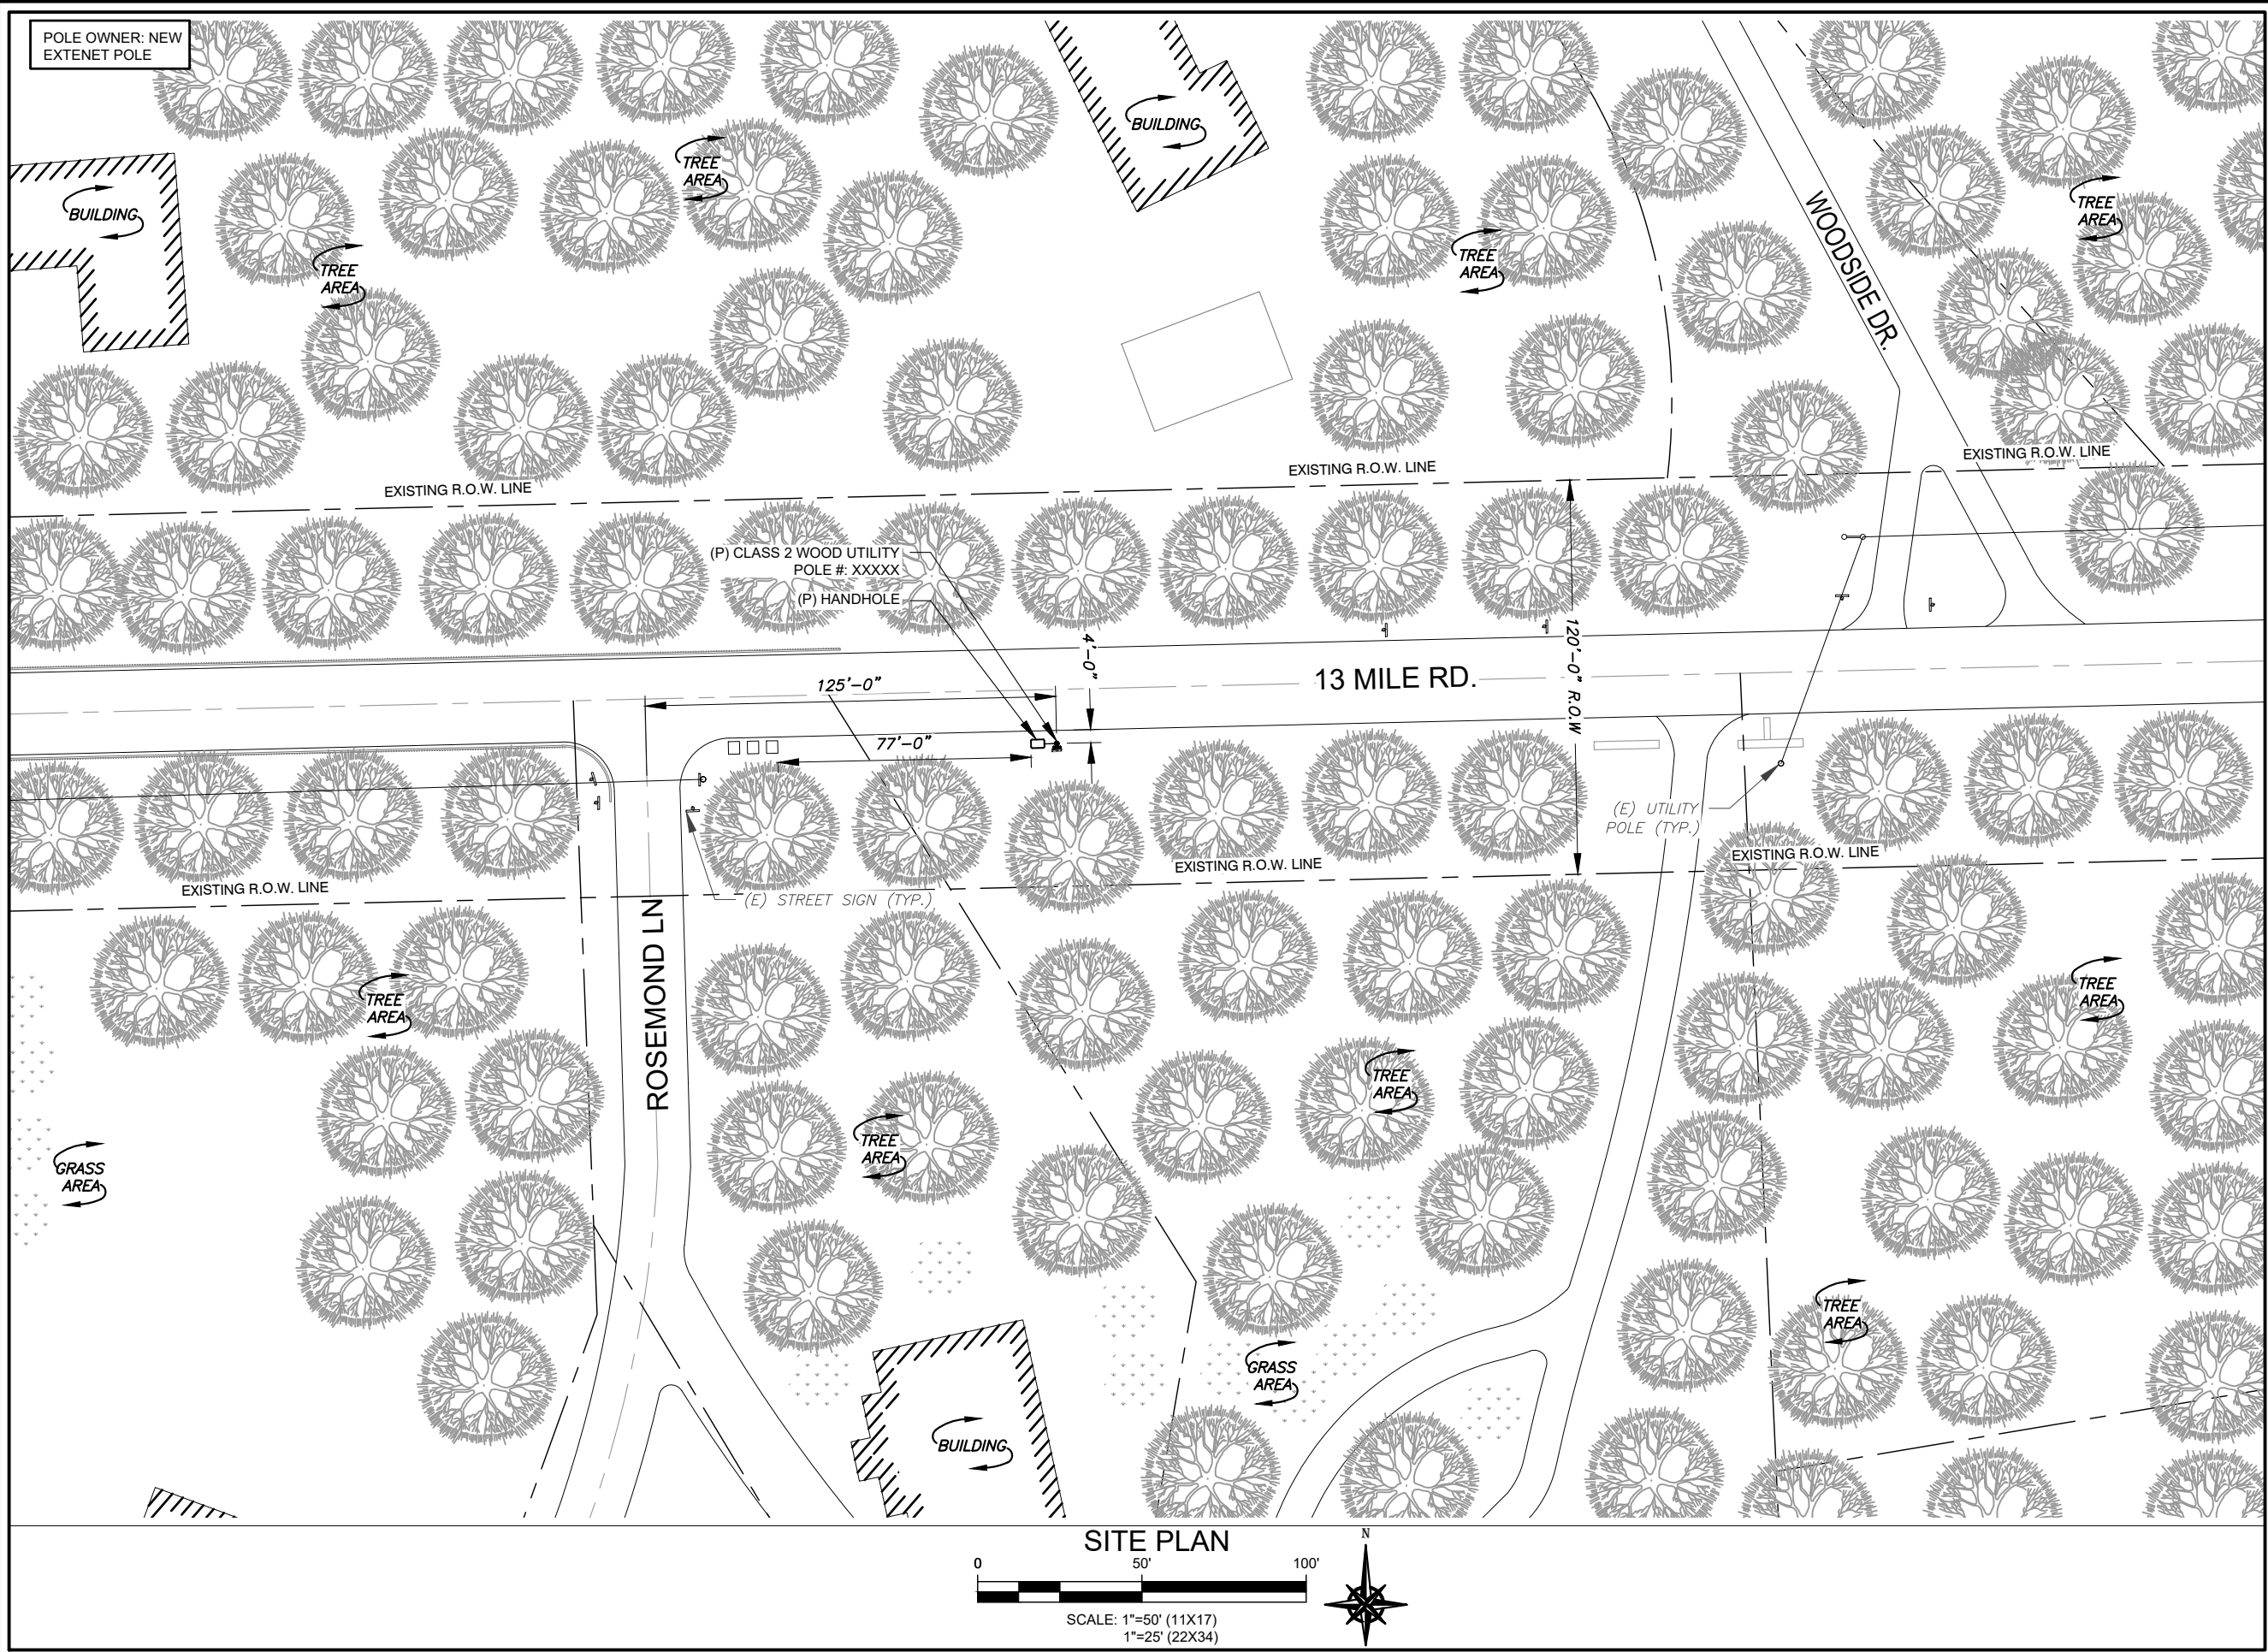 POLE OWNER: NEW
EXTENET POLE
BUILDING
TREE
AREA
BUILDING
TREE
AREA
TREE
AREA
TREE
AREA
WOODSIDE DR.
EXISTING R.O.W. LINE
EXISTING R.O.W. LINE
EXISTING R.O.W. LINE
(P) CLASS 2 WOOD UTILITY
POLE #: XXXXX
(P) HANDHOLE
4'-0"
120'-0" R.O.W
125'-0"
13 MILE RD.
77'-0"
(E) UTILITY
POLE (TYP.)
EXISTING R.O.W. LINE
EXISTING R.O.W. LINE
EXISTING R.O.W. LINE
(E) STREET SIGN (TYP.)
ROSEMOND LN
TREE
AREA
TREE
AREA
TREE
AREA
TREE
AREA
GRASS
AREA
TREE
AREA
GRASS
AREA
BUILDING
SITE PLAN
0 50' 100'
SCALE: 1"=50' (11X17)
1"=25' (22X34)
N